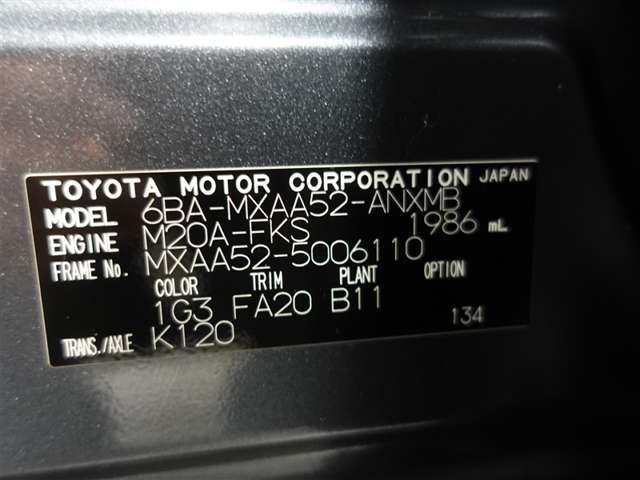 TOYOTA MOTOR CORPORATION JAPAN
MODEL 6BA-MXAA52-ANXMB
ENGINE M20A-FKS 1986 mL
FRAME No. MXAA52-5006110
COLOR TRIM PLANT OPTION
1G3 FA20 B11 134
TRANS./AXLE K120